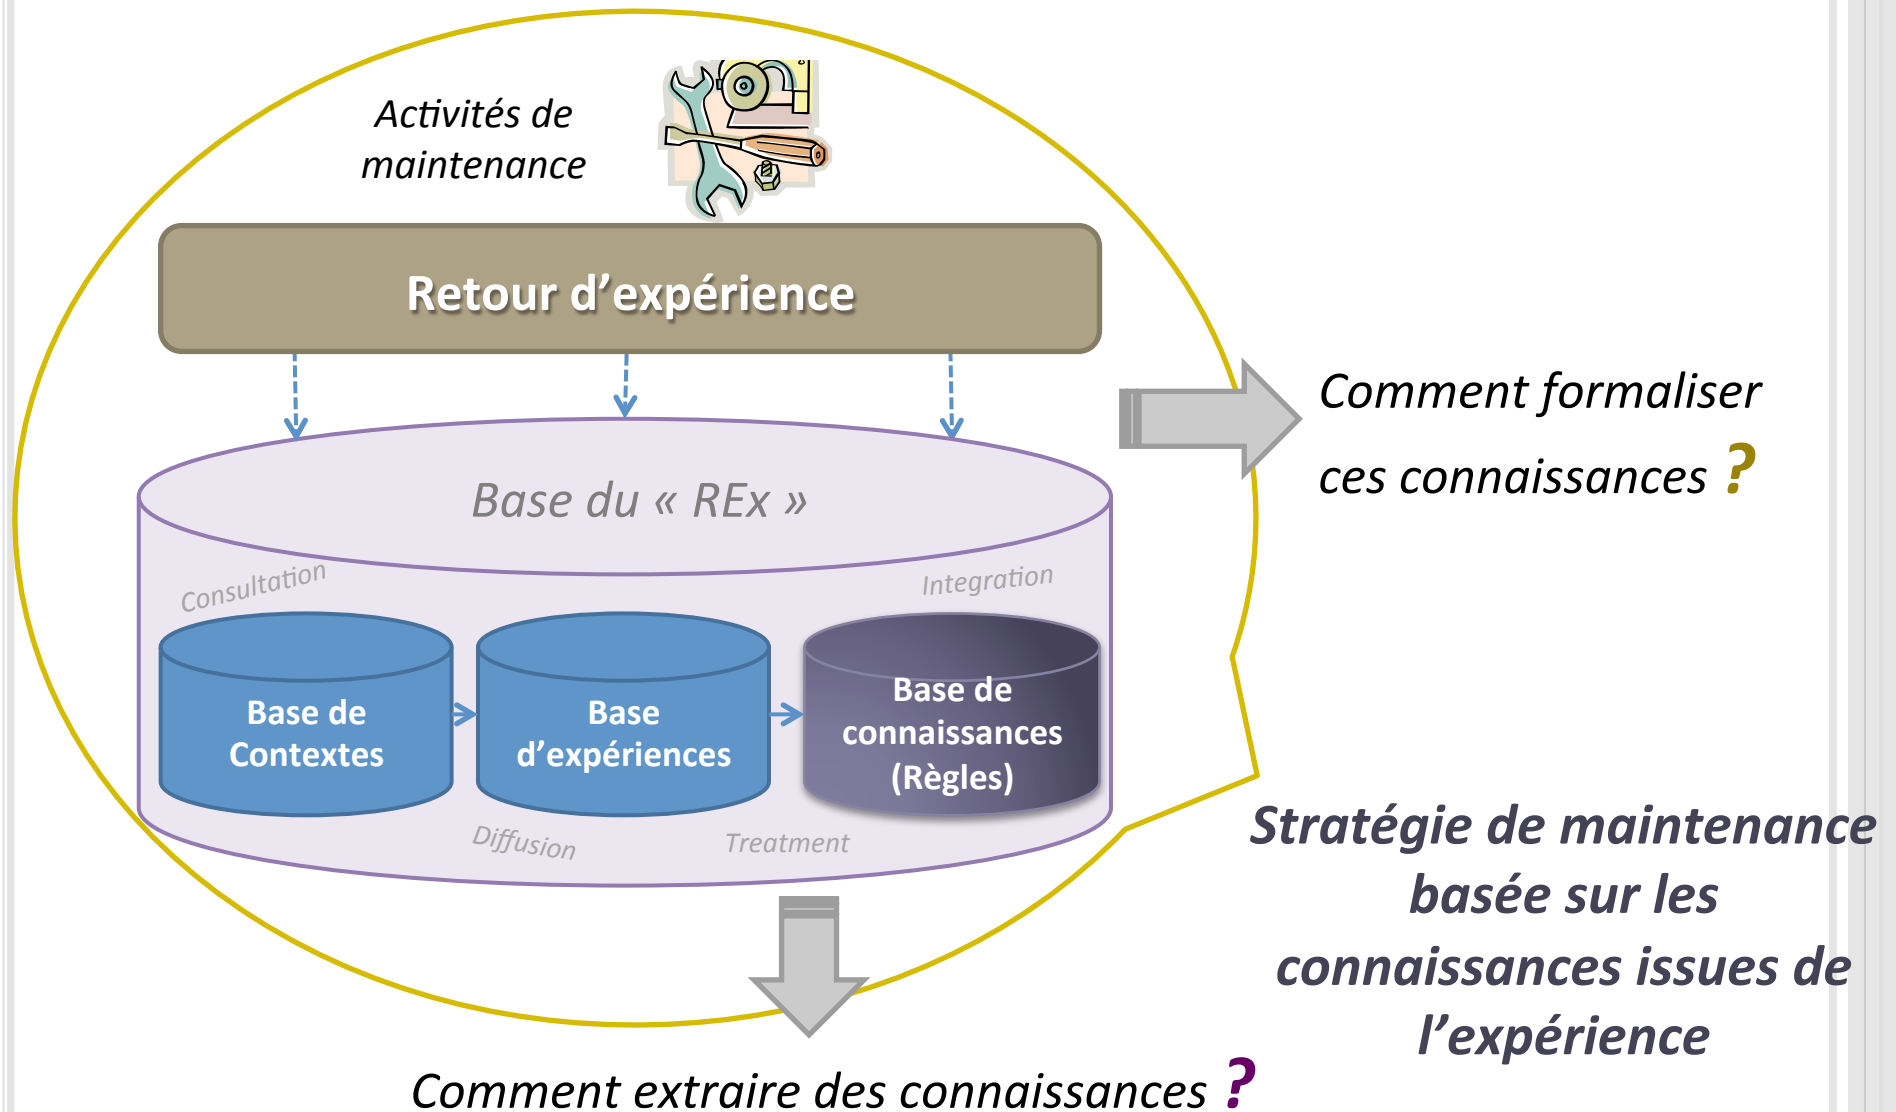 Activités de
maintenance
Retour d’expérience
Comment formaliser
ces connaissances ?
Base du « REx »
Consultation
Integration
Base de
Contextes
Base
d’expériences
Base de
connaissances
(Règles)
Diffusion
Treatment
Stratégie de maintenance
basée sur les
connaissances issues de
l’expérience
Comment extraire des connaissances ?